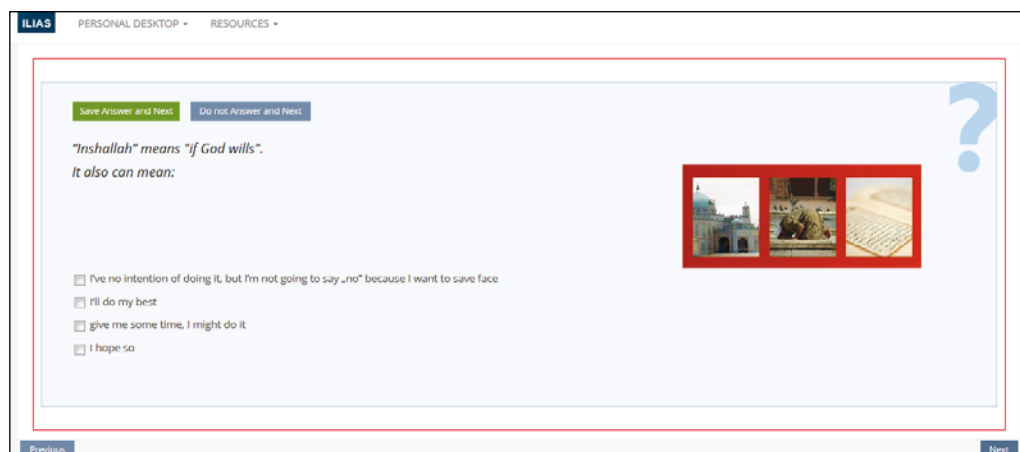 ILIAS PERSONAL DESKTOP RESOURCES
Save Answer and Next Do not Answer and Next
"Inshallah" means "if God wills".
It also can mean:
?
I've no intention of doing it, but I'm not going to say „no" because I want to save face
I'll do my best
give me some time, I might do it
I hope so
Previous Next